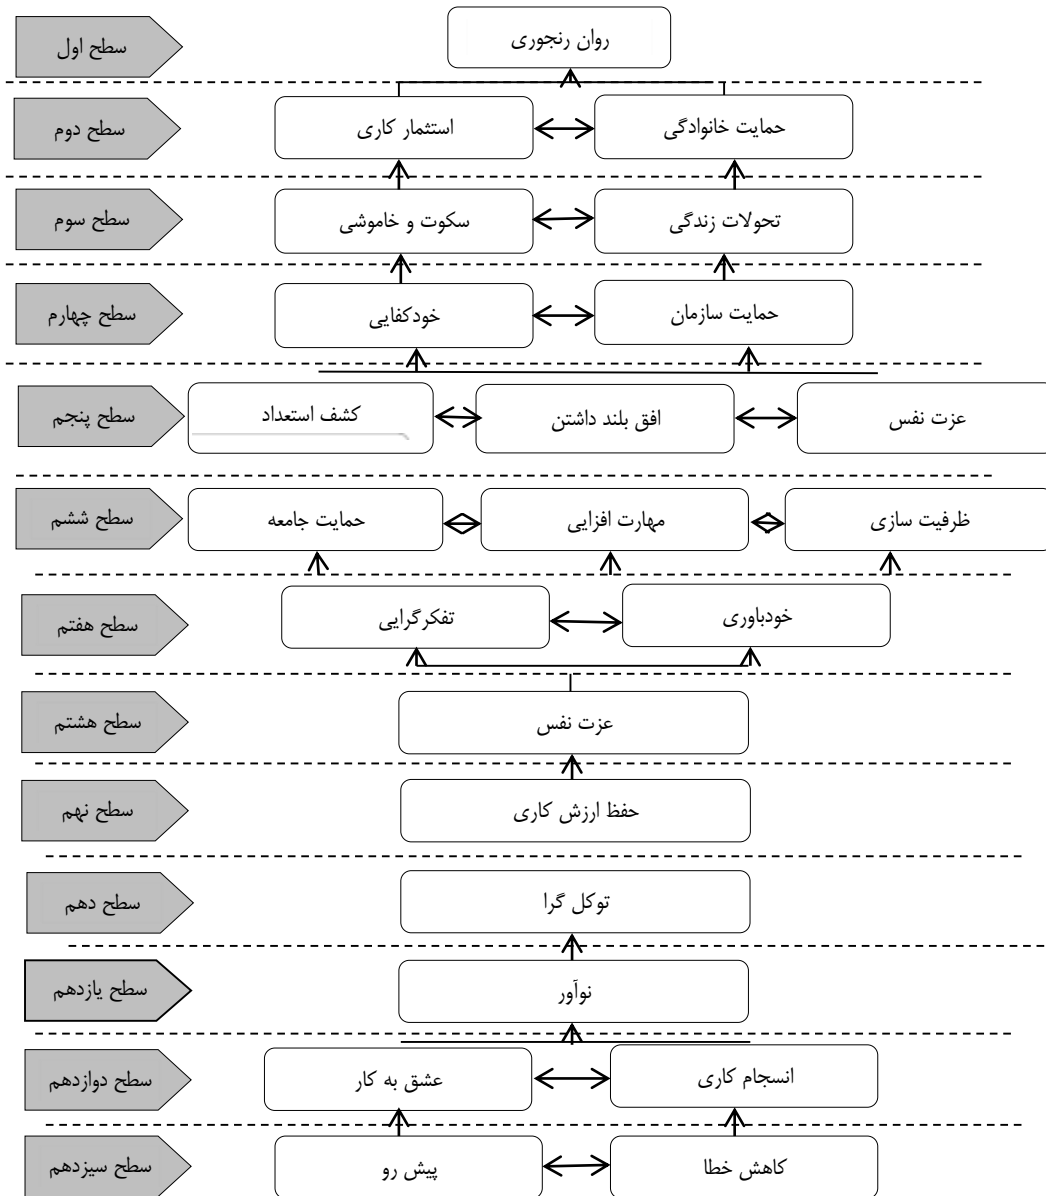 روان رنجوری
سطح اول
حمایت خانوادگی
استثمار کاری
سطح دوم
تحولات زندگی
سکوت و خاموشی
سطح سوم
حمایت سازمان
خودکفایی
سطح چهارم
عزت نفس
افق بلند داشتن
کشف استعداد
سطح پنجم
ظرفیت سازی
مهارت افزایی
حمایت جامعه
سطح ششم
خودباوری
تفکرگرایی
سطح هفتم
عزت نفس
سطح هشتم
حفظ ارزش کاری
سطح نهم
توکل گرا
سطح دهم
نوآور
سطح یازدهم
انسجام کاری
عشق به کار
سطح دوازدهم
کاهش خطا
پیش رو
سطح سیزدهم